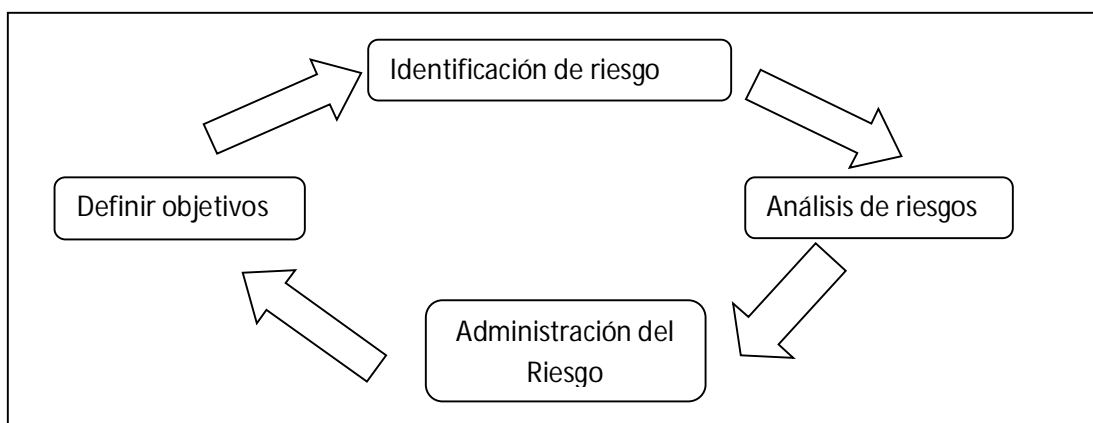 Identificación de riesgo
Definir objetivos
Análisis de riesgos
Administración del
Riesgo